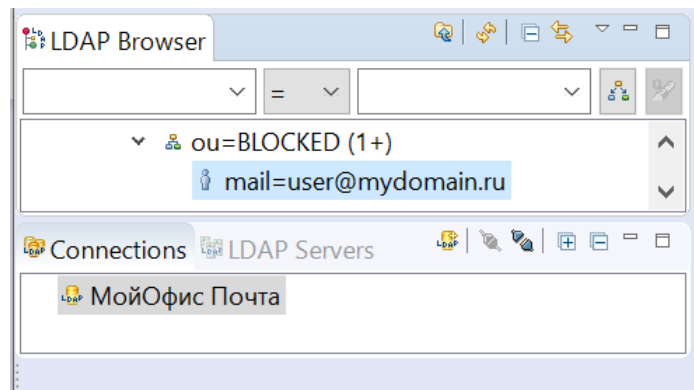 LDAP Browser
=
ou=BLOCKED (1+)
mail=user@mydomain.ru
Connections LDAP Servers
МойОфис Почта